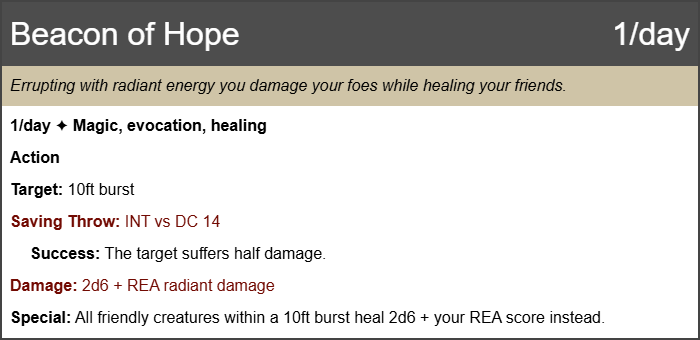 Beacon of Hope 1/day
Errupting with radiant energy you damage your foes while healing your friends.
1/day ✦ Magic, evocation, healing
Action
Target: 10ft burst
Saving Throw: INT vs DC 14
Success: The target suffers half damage.
Damage: 2d6 + REA radiant damage
Special: All friendly creatures within a 10ft burst heal 2d6 + your REA score instead.